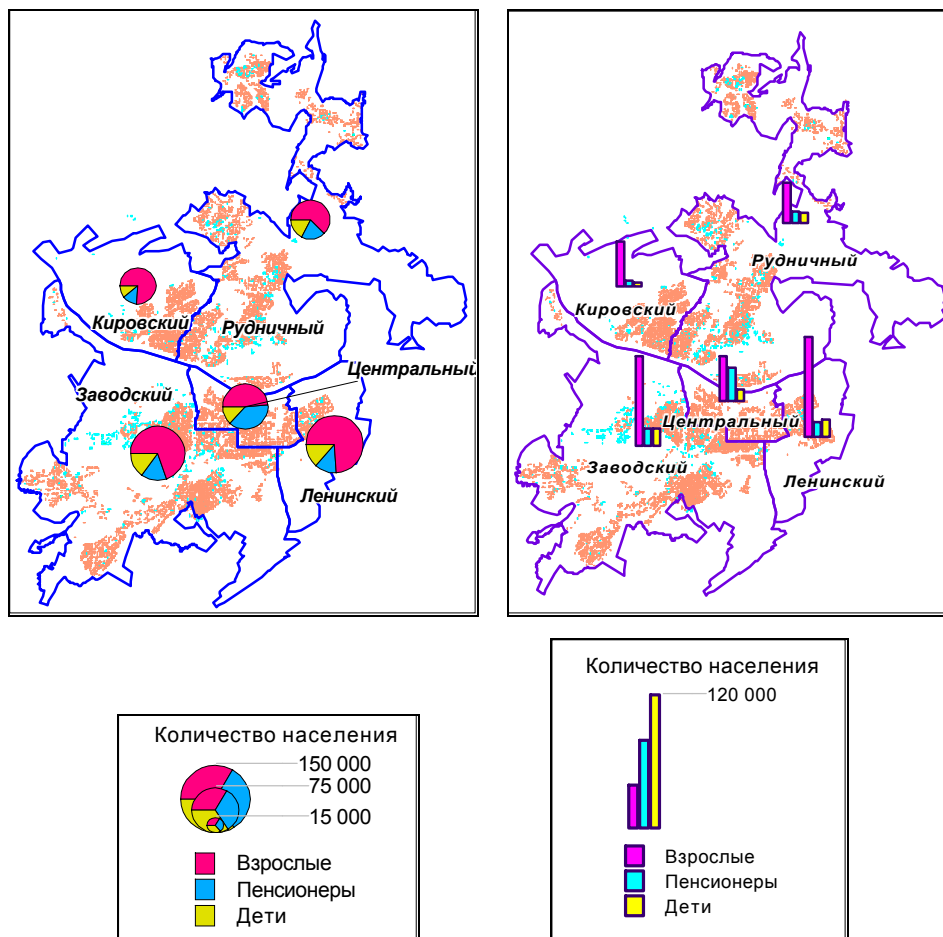 Кировский
Рудничный
Центральный
Заводский
Ленинский
Рудничный
Кировский
Центральный
Заводский
Ленинский
Количество населения
150 000
75 000
15 000
Взрослые
Пенсионеры
Дети
Количество населения
120 000
Взрослые
Пенсионеры
Дети